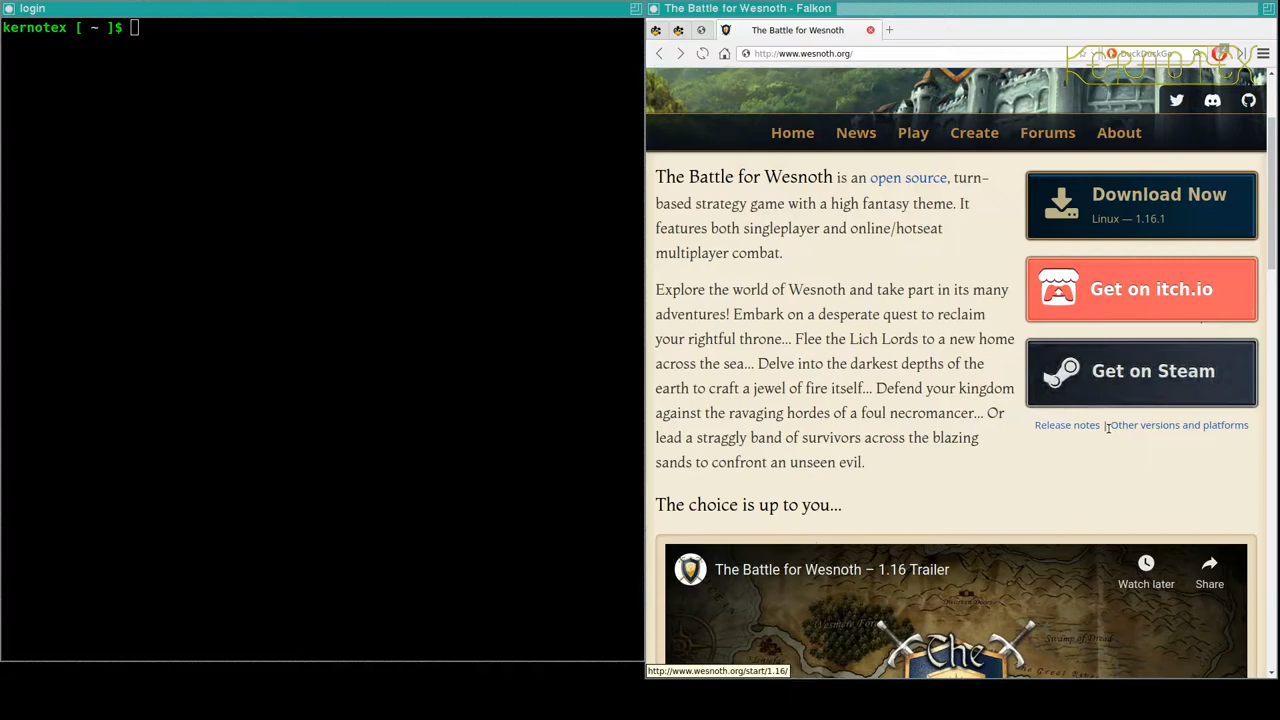 login
kernotex [ ~ ]$
The Battle for Wesnoth - Falkon
The Battle for Wesnoth
http://www.wesnoth.org/
DuckDuckGo
KERNOTEX
Home News Play Create Forums About
The Battle for Wesnoth is an open source, turn-
based strategy game with a high fantasy theme. It
features both singleplayer and online/hotseat
multiplayer combat.
Explore the world of Wesnoth and take part in its many
adventures! Embark on a desperate quest to reclaim
your rightful throne... Flee the Lich Lords to a new home
across the sea... Delve into the darkest depths of the
earth to craft a jewel of fire itself... Defend your kingdom
against the ravaging hordes of a foul necromancer... Or
lead a straggly band of survivors across the blazing
sands to confront an unseen evil.
The choice is up to you...
Download Now
Linux — 1.16.1
Get on itch.io
Get on Steam
Release notes | Other versions and platforms
The Battle for Wesnoth – 1.16 Trailer
Watch later
Share
The
http://www.wesnoth.org/start/1.16/